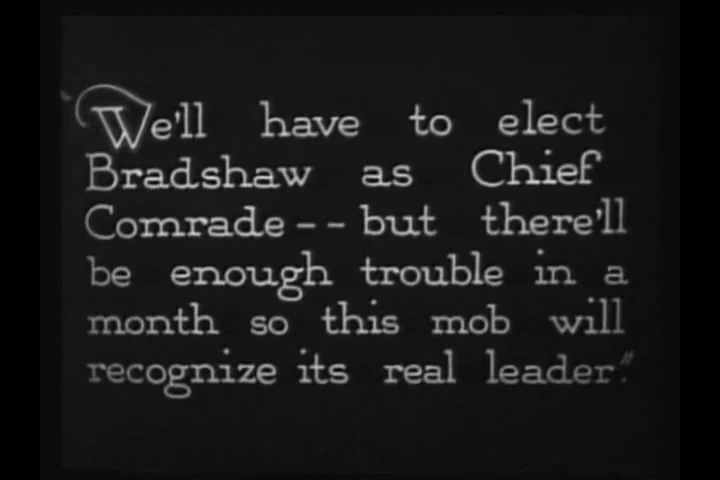 "We'll have to elect
Bradshaw as Chief
Comrade -- but there'll
be enough trouble in a
month so this mob will
recognize its real leader."